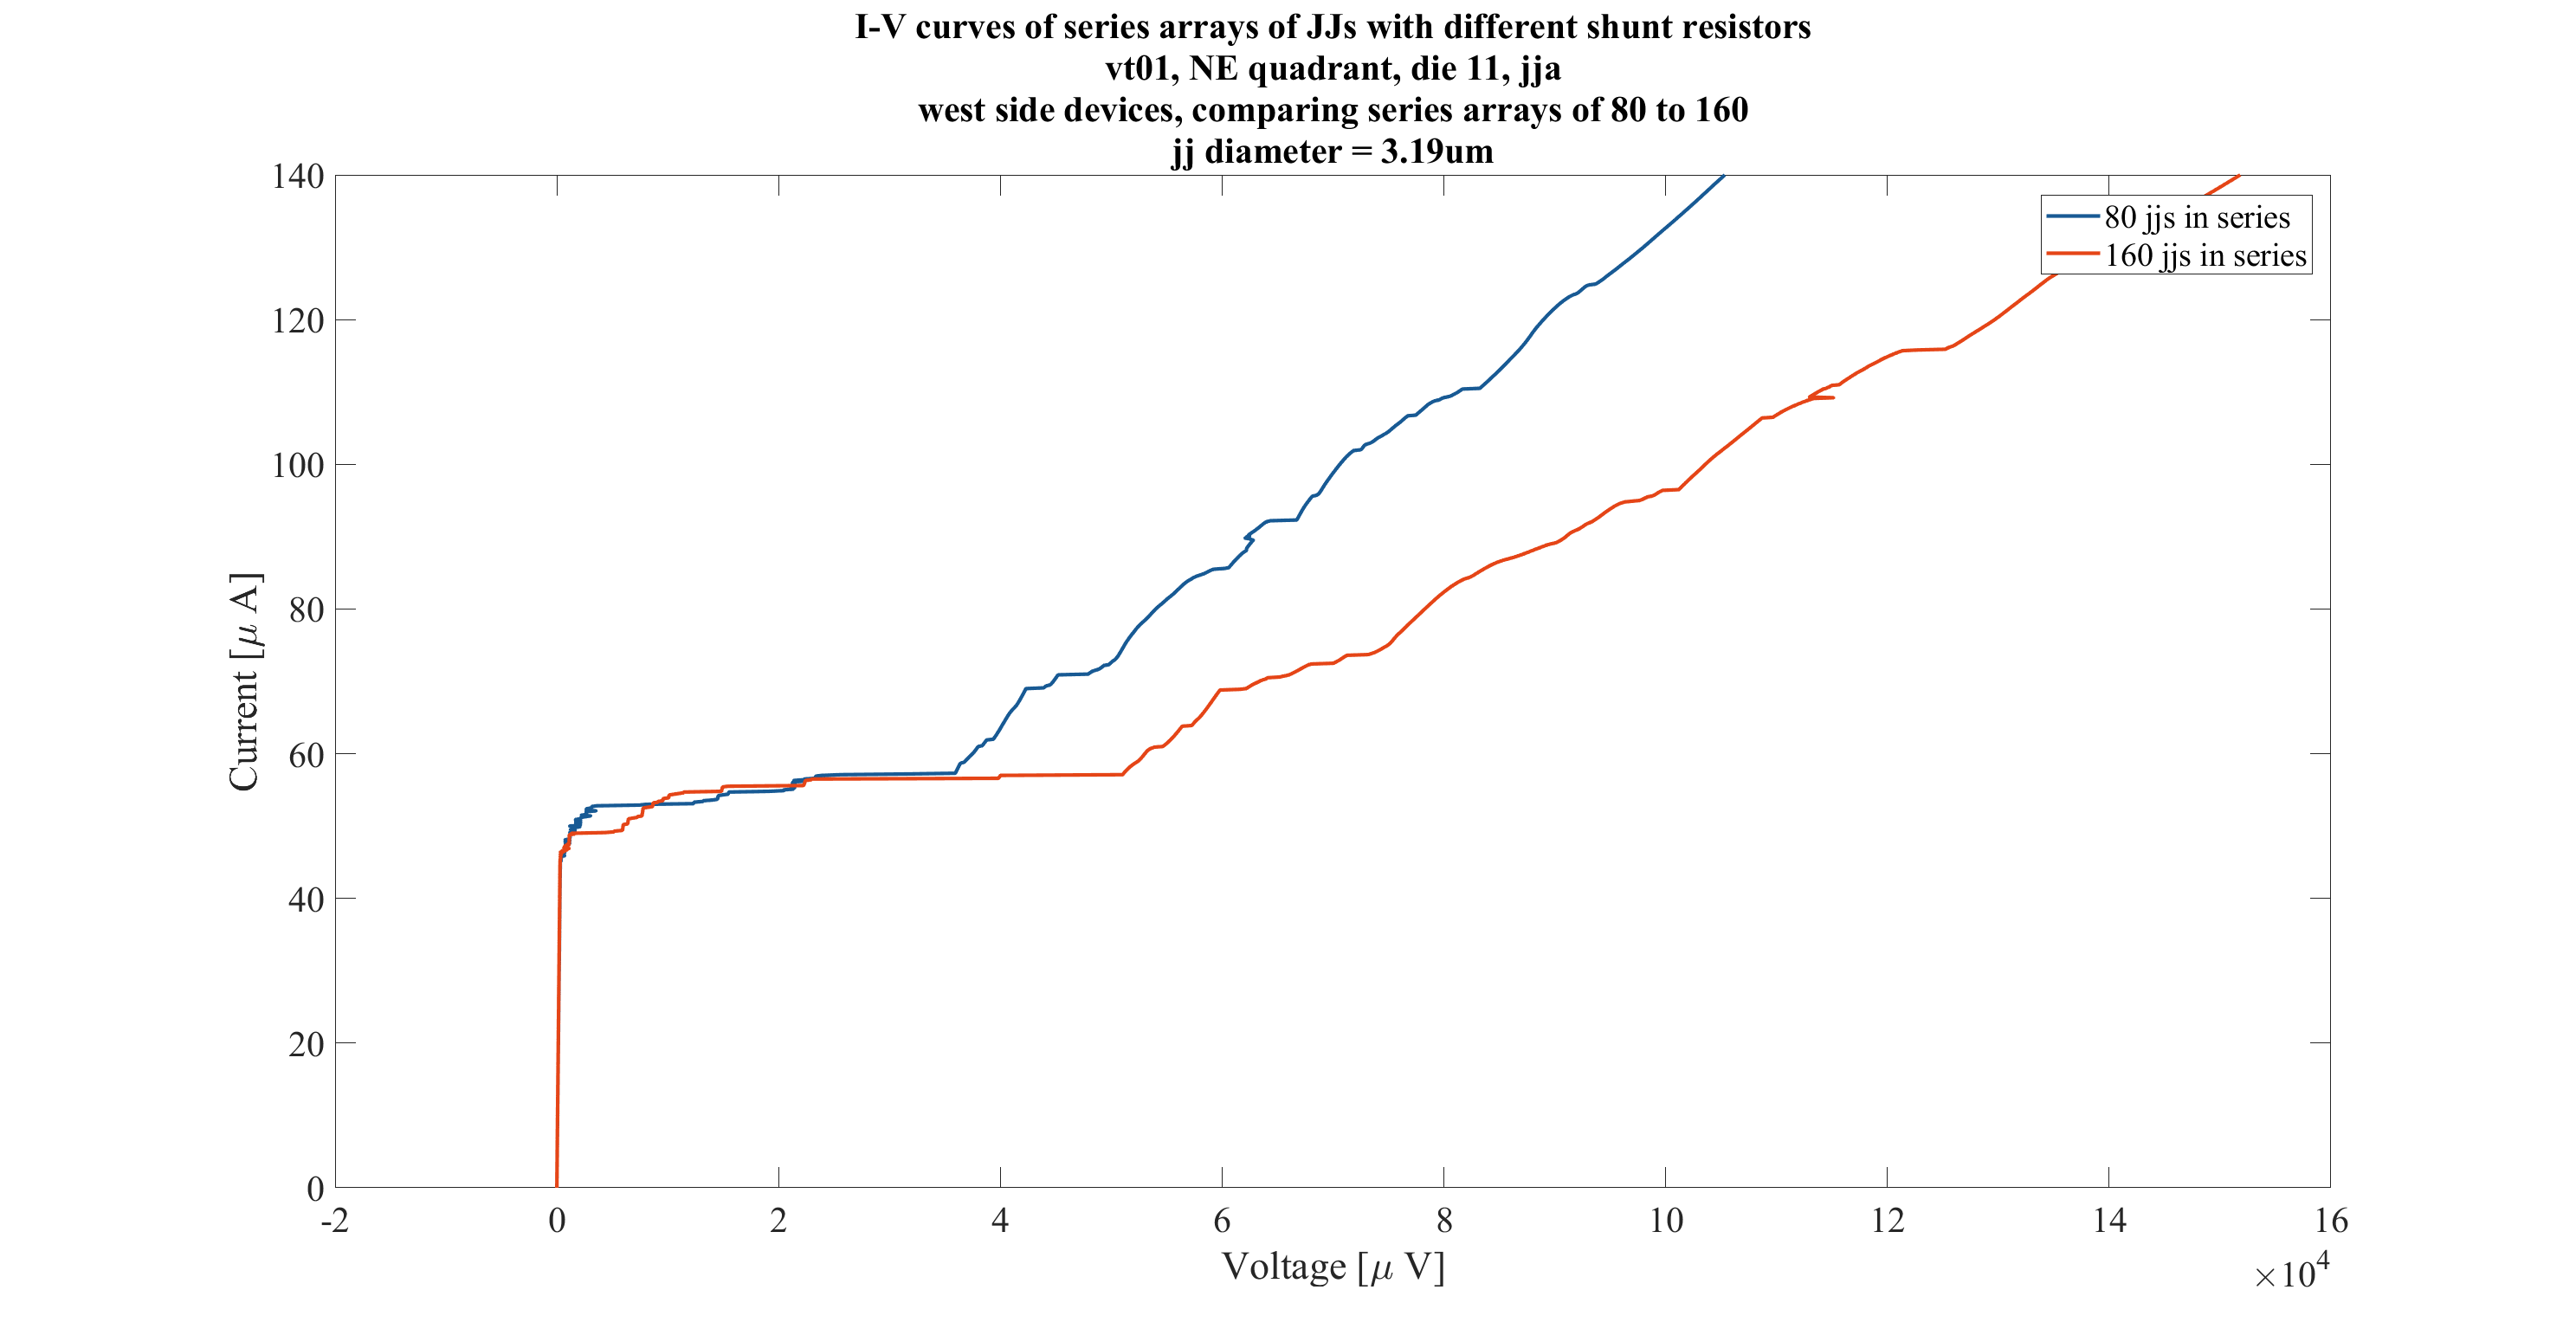 I-V curves of series arrays of JJs with different shunt resistors
vt01, NE quadrant, die 11, jja
west side devices, comparing series arrays of 80 to 160
jj diameter = 3.19um
140
120
100
80
60
40
20
0
Current [μ A]
80 jjs in series
160 jjs in series
-2 0 2 4 6 8 10 12 14 16
Voltage [μ V]
×10⁴